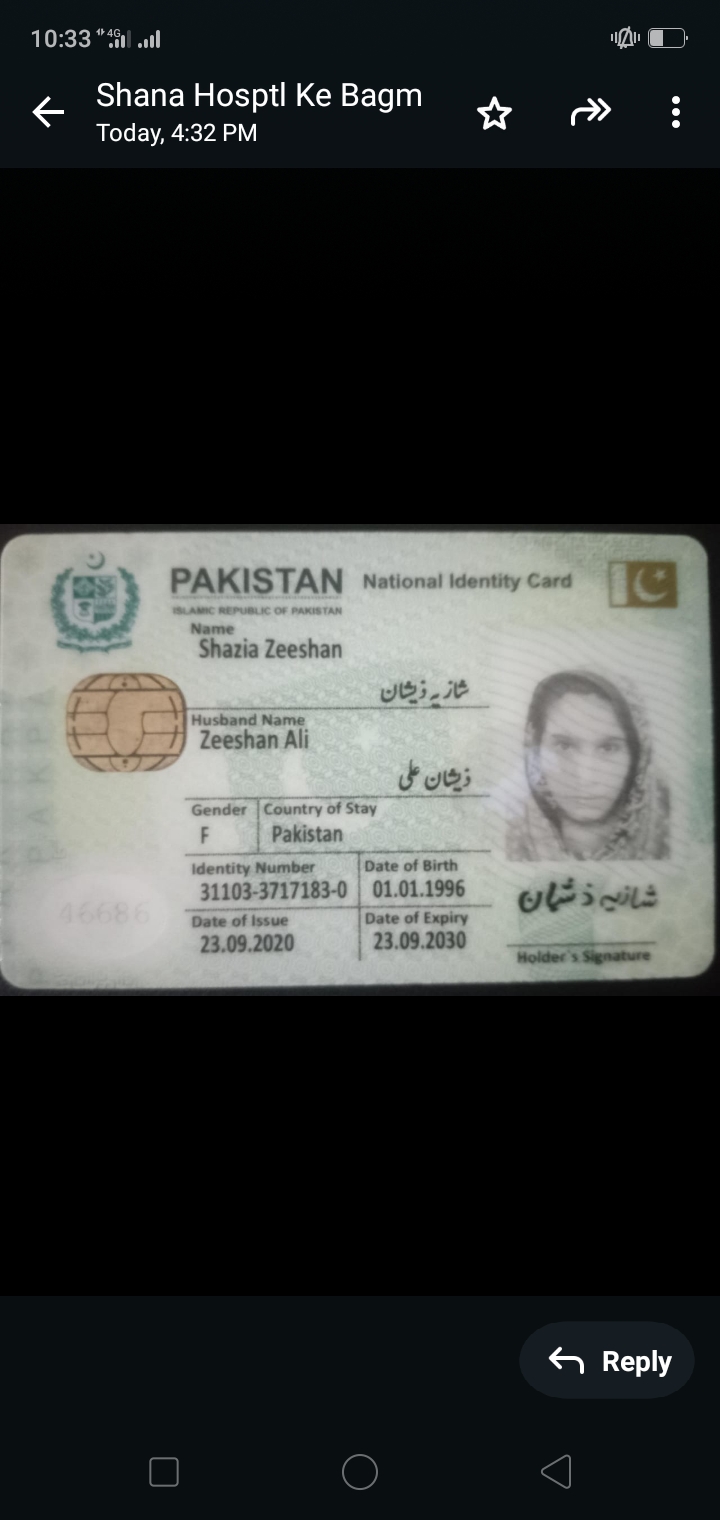 10:33 4G
Shana Hosptl Ke Bagm
Today, 4:32 PM
PAKISTAN National Identity Card
ISLAMIC REPUBLIC OF PAKISTAN
Name
Shazia Zeeshan
شازیہ ذیشان
Husband Name
Zeeshan Ali
ذیشان علی
Gender Country of Stay
F Pakistan
Identity Number Date of Birth
31103-3717183-0 01.01.1996
شازیہ ذیشان
Date of Issue Date of Expiry
23.09.2020 23.09.2030
Holder's Signature
46686
Reply